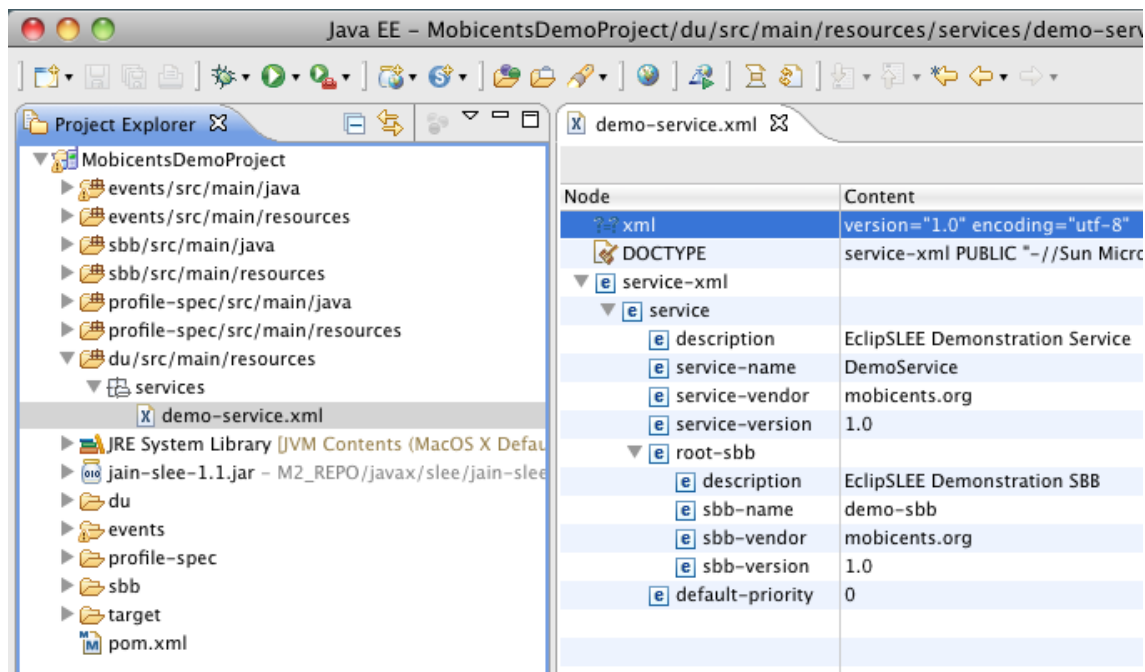 Java EE – MobicentsDemoProject/du/src/main/resources/services/demo-serv
Project Explorer
MobicentsDemoProject
events/src/main/java
events/src/main/resources
sbb/src/main/java
sbb/src/main/resources
profile-spec/src/main/java
profile-spec/src/main/resources
du/src/main/resources
services
demo-service.xml
JRE System Library [JVM Contents (MacOS X Defau
jain-slee-1.1.jar – M2_REPO/javax/slee/jain-slee
du
events
profile-spec
sbb
target
pom.xml
demo-service.xml
Node Content
xml version="1.0" encoding="utf-8"
DOCTYPE service-xml PUBLIC "-//Sun Micro
service-xml
service
description EclipSLEE Demonstration Service
service-name DemoService
service-vendor mobicents.org
service-version 1.0
root-sbb
description EclipSLEE Demonstration SBB
sbb-name demo-sbb
sbb-vendor mobicents.org
sbb-version 1.0
default-priority 0